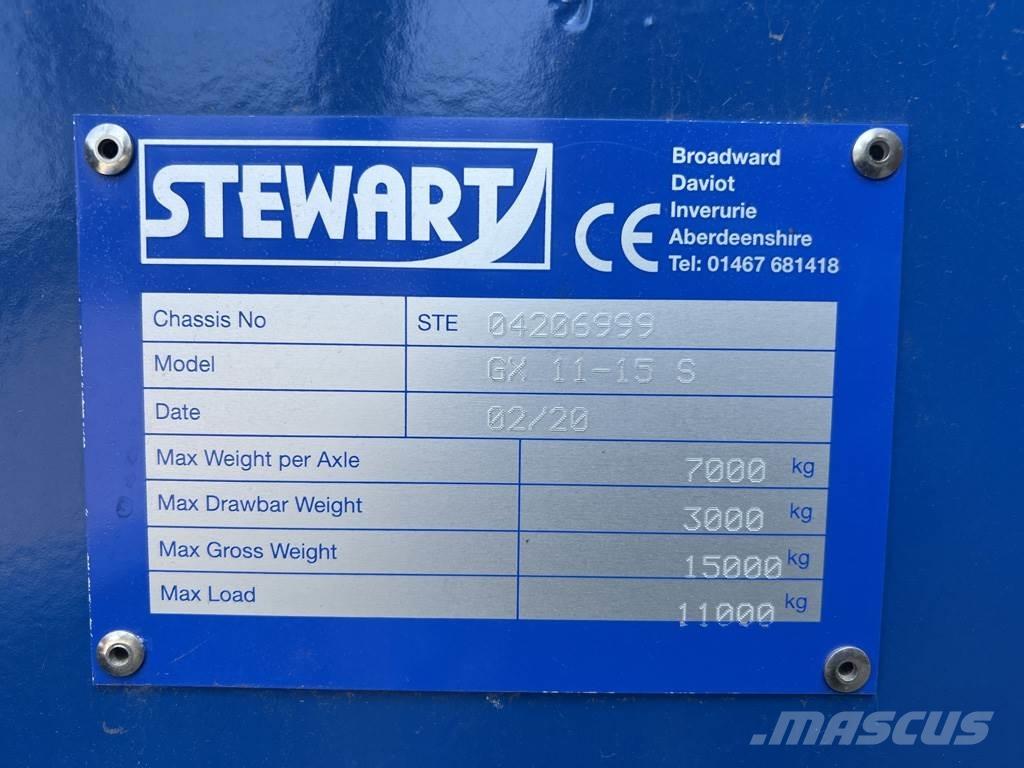 STEWART
CE
Broadward
Daviot
Inverurie
Aberdeenshire
Tel: 01467 681418
Chassis No STE 04206999
Model GX 11-15 S
Date 02/20
Max Weight per Axle 7000 kg
Max Drawbar Weight 3000 kg
Max Gross Weight 15000 kg
Max Load 11000 kg
MASCUS